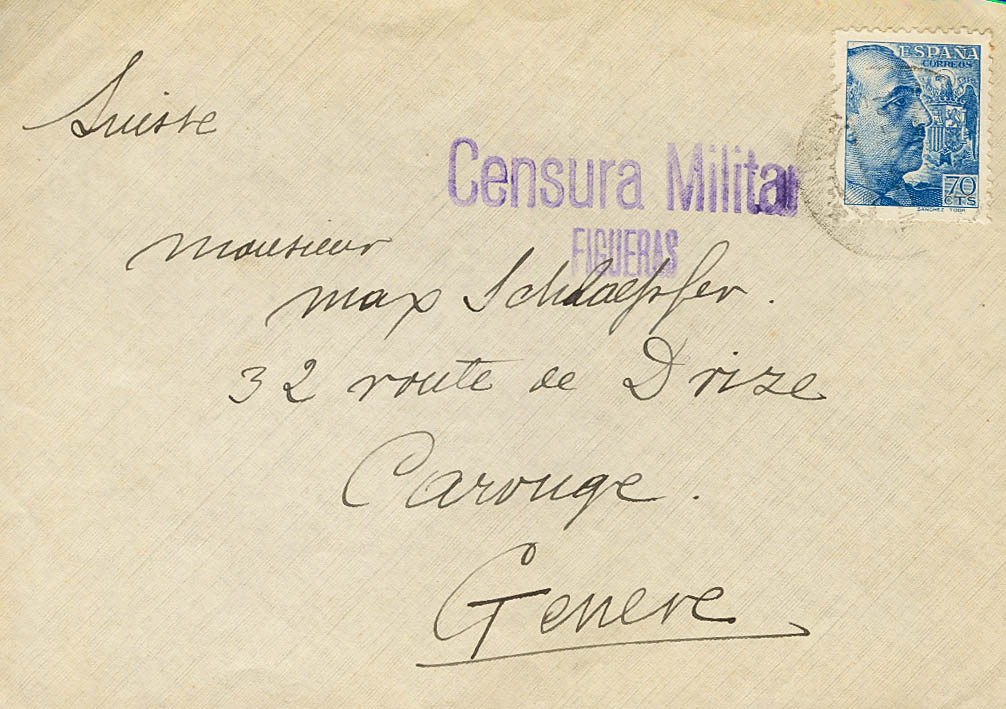 Suisse
ESPAÑA
CORREOS
70
CTS
SANCHEZ TODA
Censura Militar
FIGUERAS
Monsieur
Max Schlaepfer.
32 route de Drize
Carouge.
Geneve